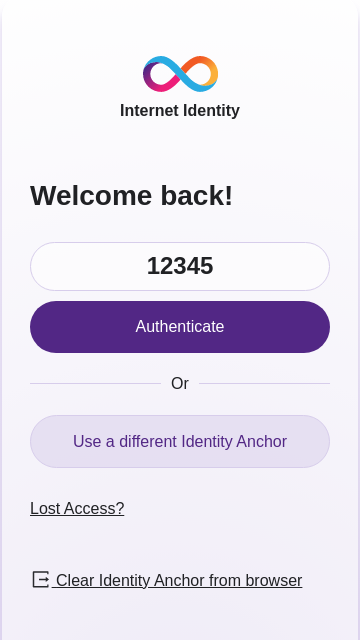 Internet Identity
Welcome back!
12345
Authenticate
Or
Use a different Identity Anchor
Lost Access?
Clear Identity Anchor from browser